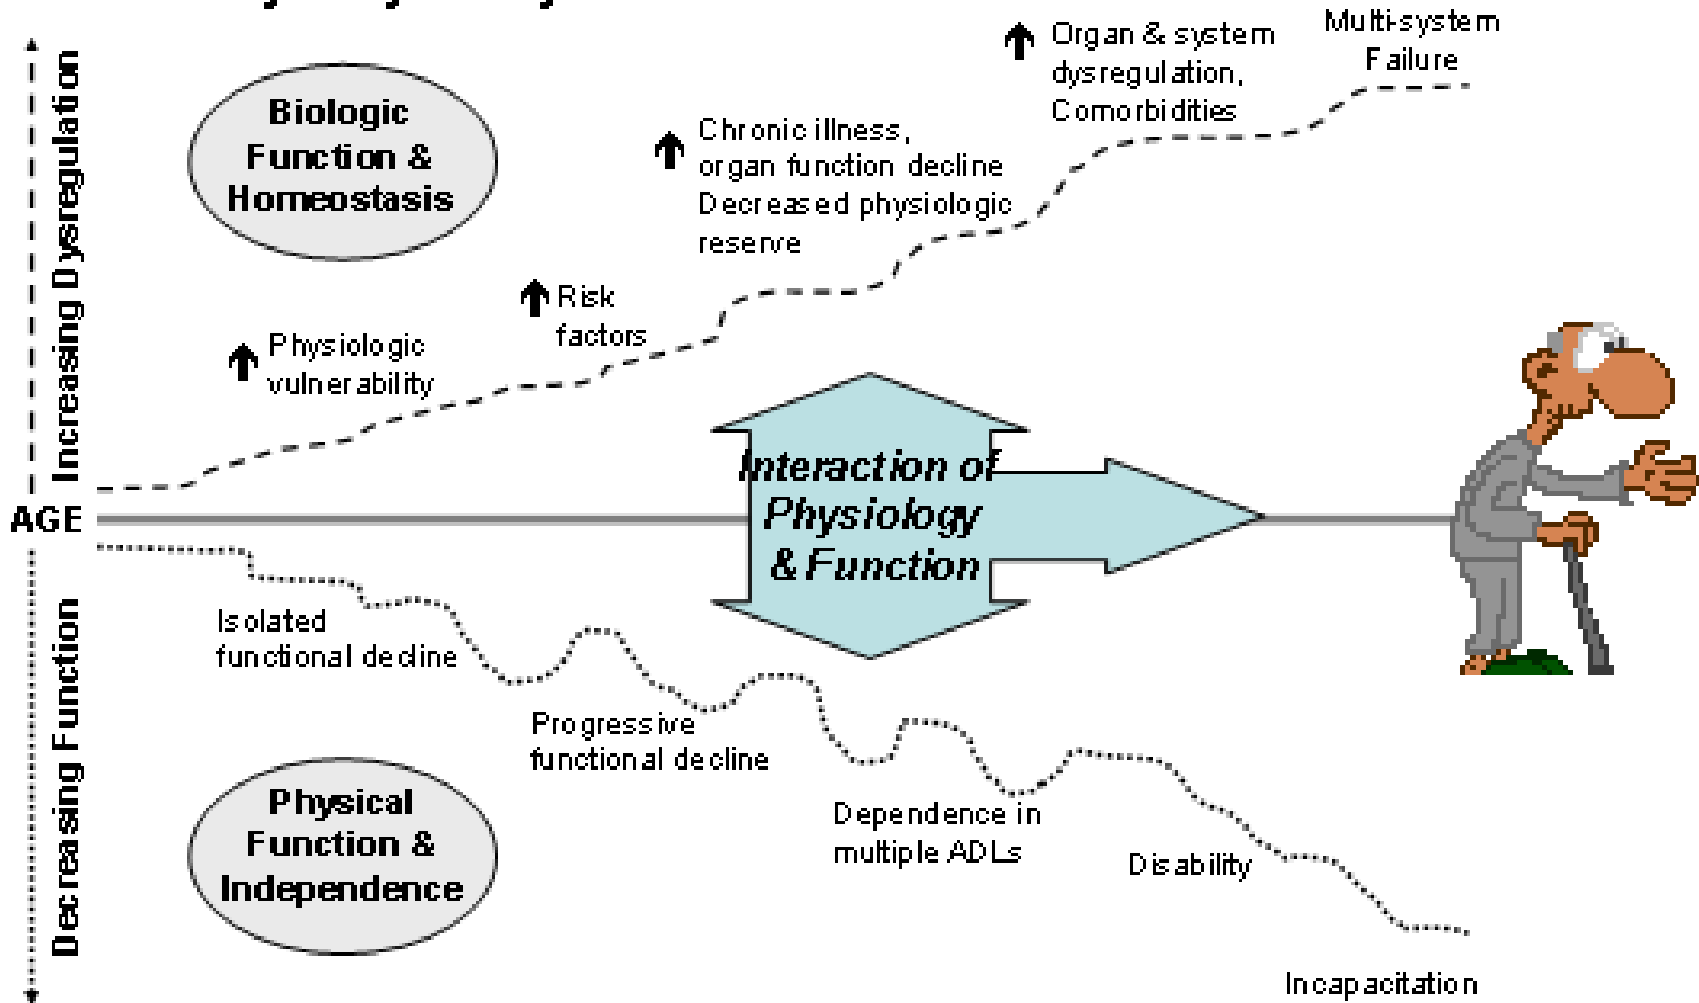 Increasing Dysregulation
Biologic
Function &
Homeostasis
Physiologic
vulnerability
Risk
factors
Chronic illness,
organ function decline
Decreased physiologic
reserve
Organ & system
dysregulation,
Comorbidities
Multi-system
Failure
AGE
Interaction of
Physiology
& Function
Decreasing Function
Isolated
functional decline
Progressive
functional decline
Dependence in
multiple ADLs
Disability
Incapacitation
Physical
Function &
Independence